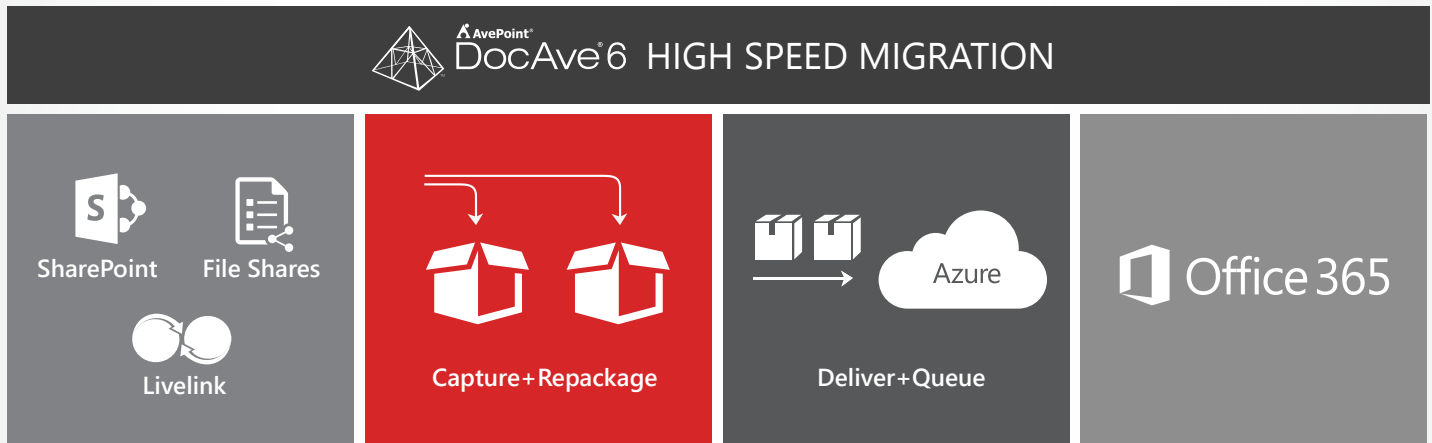 AvePoint®
DocAve®6 HIGH SPEED MIGRATION
S
SharePoint
File Shares
Livelink
Capture+Repackage
Azure
Deliver+Queue
Office 365